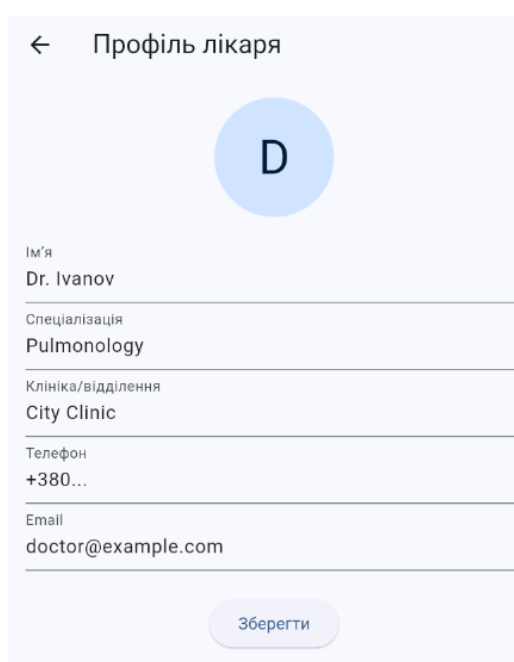 Профіль лікаря
D
Ім'я
Dr. Ivanov
Спеціалізація
Pulmonology
Клініка/відділення
City Clinic
Телефон
+380...
Email
doctor@example.com
Зберегти